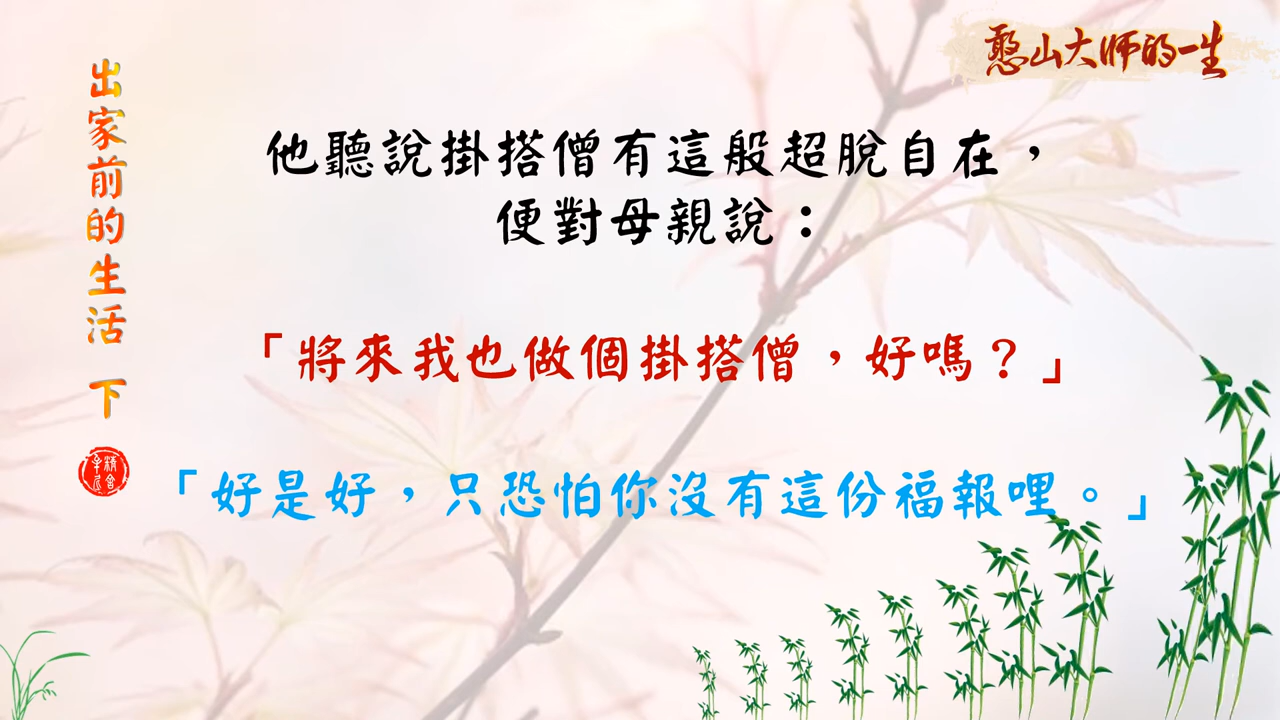 憨山大师的一生
出家前的生活 下
他聽說掛搭僧有這般超脫自在，
便對母親說：
「將來我也做個掛搭僧，好嗎？」
「好是好，只恐怕你沒有這份福報哩。」